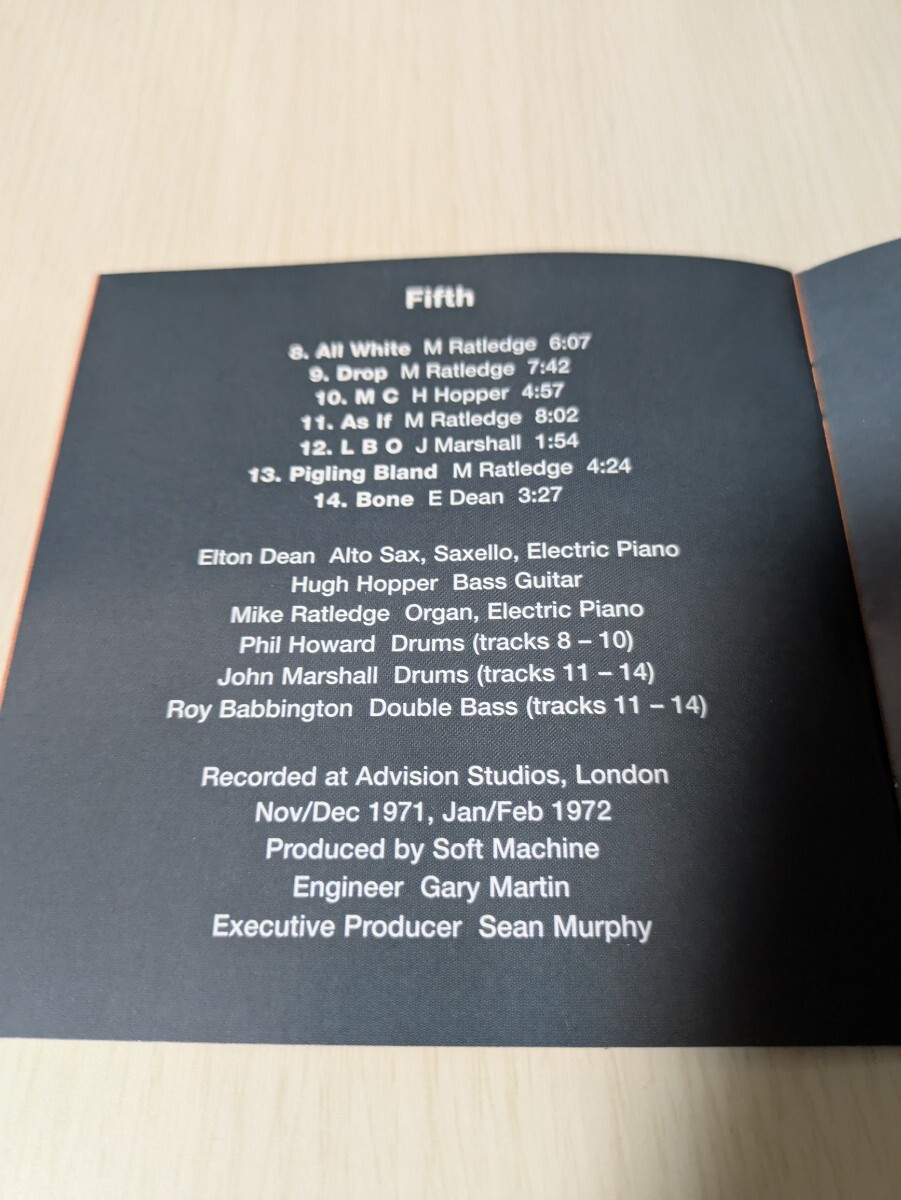 Fifth
8. All White M Ratledge 6:07
9. Drop M Ratledge 7:42
10. M C H Hopper 4:57
11. As If M Ratledge 8:02
12. L B O J Marshall 1:54
13. Pigling Bland M Ratledge 4:24
14. Bone E Dean 3:27
Elton Dean Alto Sax, Saxello, Electric Piano
Hugh Hopper Bass Guitar
Mike Ratledge Organ, Electric Piano
Phil Howard Drums (tracks 8 – 10)
John Marshall Drums (tracks 11 – 14)
Roy Babbington Double Bass (tracks 11 – 14)
Recorded at Advision Studios, London
Nov/Dec 1971, Jan/Feb 1972
Produced by Soft Machine
Engineer Gary Martin
Executive Producer Sean Murphy